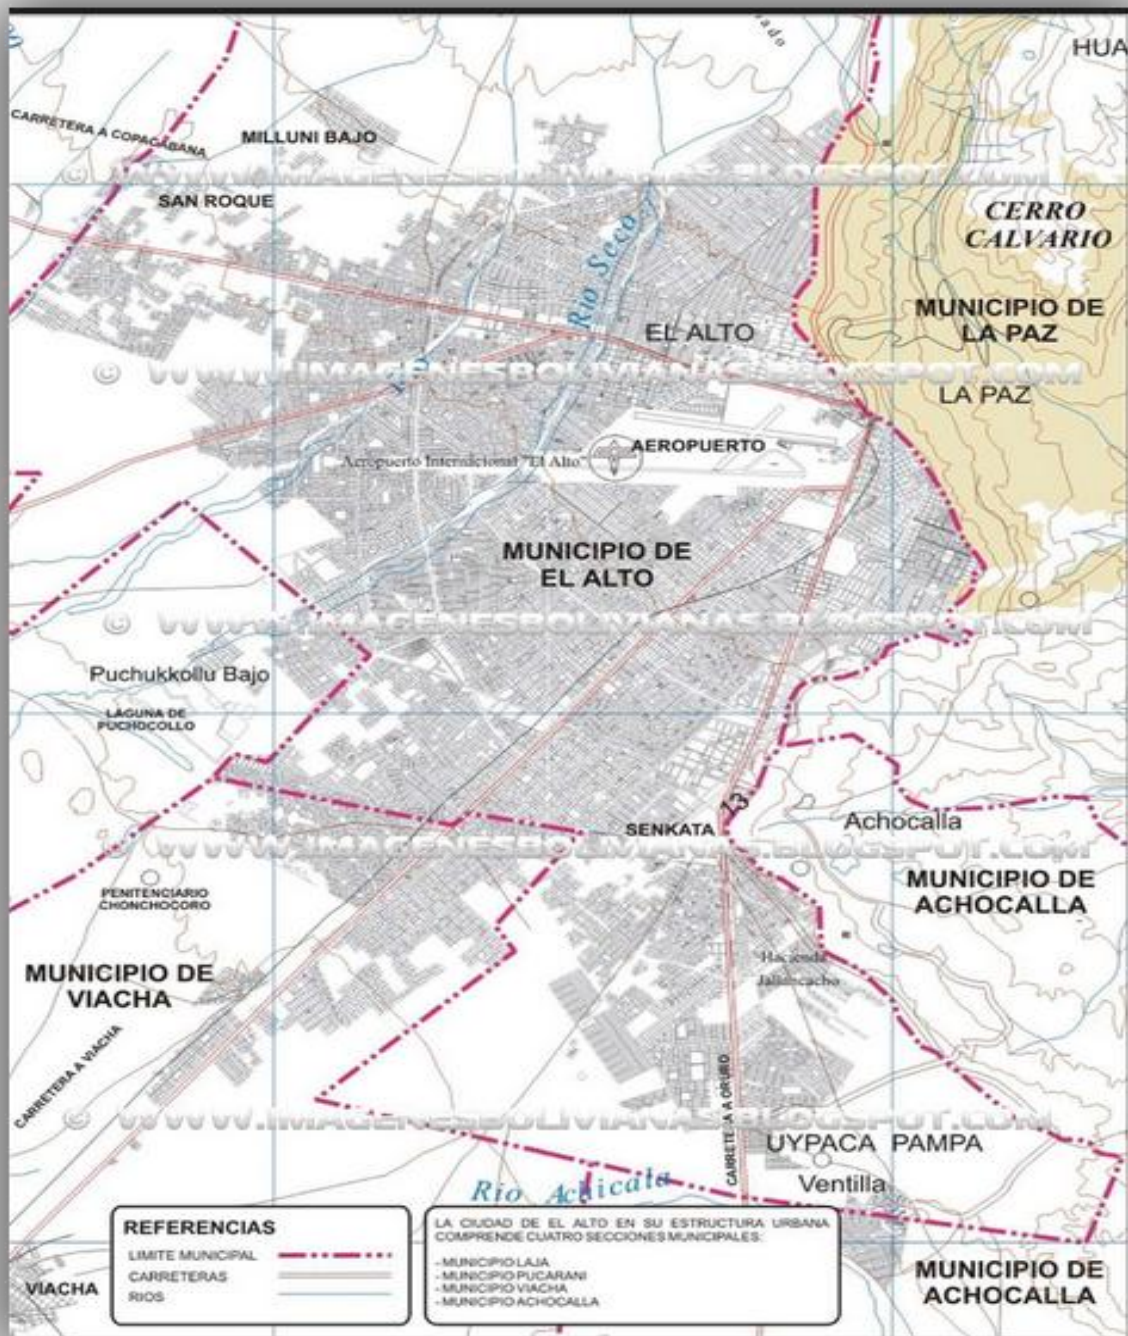 HUA
CARRETERA A COPACABANA
MILLUNI BAJO
© WWW.IMAGENESBOLIVIANAS.BLOGSPOT.COM
SAN ROQUE
CERRO
CALVARIO
Rio Seco
MUNICIPIO DE
LA PAZ
EL ALTO
© WWW.IMAGENESBOLIVIANAS.BLOGSPOT.COM
LA PAZ
AEROPUERTO
Aeropuerto Internacional "El Alto"
MUNICIPIO DE
EL ALTO
© WWW.IMAGENESBOLIVIANAS.BLOGSPOT.COM
Puchukkollu Bajo
LAGUNA DE
PUCHOCOLLO
13
SENKATA
Achocalla
© WWW.IMAGENESBOLIVIANAS.BLOGSPOT.COM
PENITENCIARIO
CHONCHOCORO
MUNICIPIO DE
ACHOCALLA
MUNICIPIO DE
VIACHA
Hacienda
CARRETERA A VIACHA
CARRETERA A ORURO
© WWW.IMAGENESBOLIVIANAS.BLOGSPOT.COM
UYPACA PAMPA
Ventilla
Rio Achicala
REFERENCIAS
LIMITE MUNICIPAL
CARRETERAS
RIOS
LA CIUDAD DE EL ALTO EN SU ESTRUCTURA URBANA
COMPRENDE CUATRO SECCIONES MUNICIPALES:
- MUNICIPIO LAJA
- MUNICIPIO PUCARANI
- MUNICIPIO VIACHA
- MUNICIPIO ACHOCALLA
VIACHA
MUNICIPIO DE
ACHOCALLA